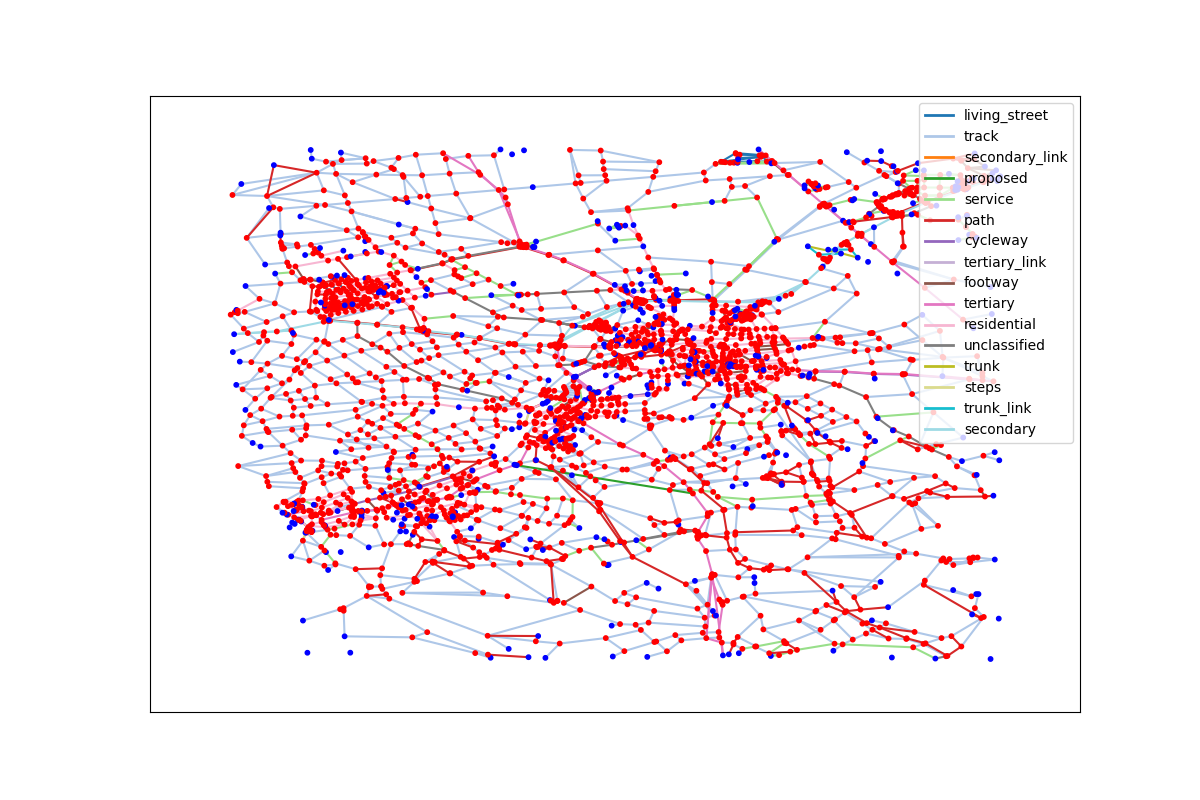 living_street
track
secondary_link
proposed
service
path
cycleway
tertiary_link
footway
tertiary
residential
unclassified
trunk
steps
trunk_link
secondary